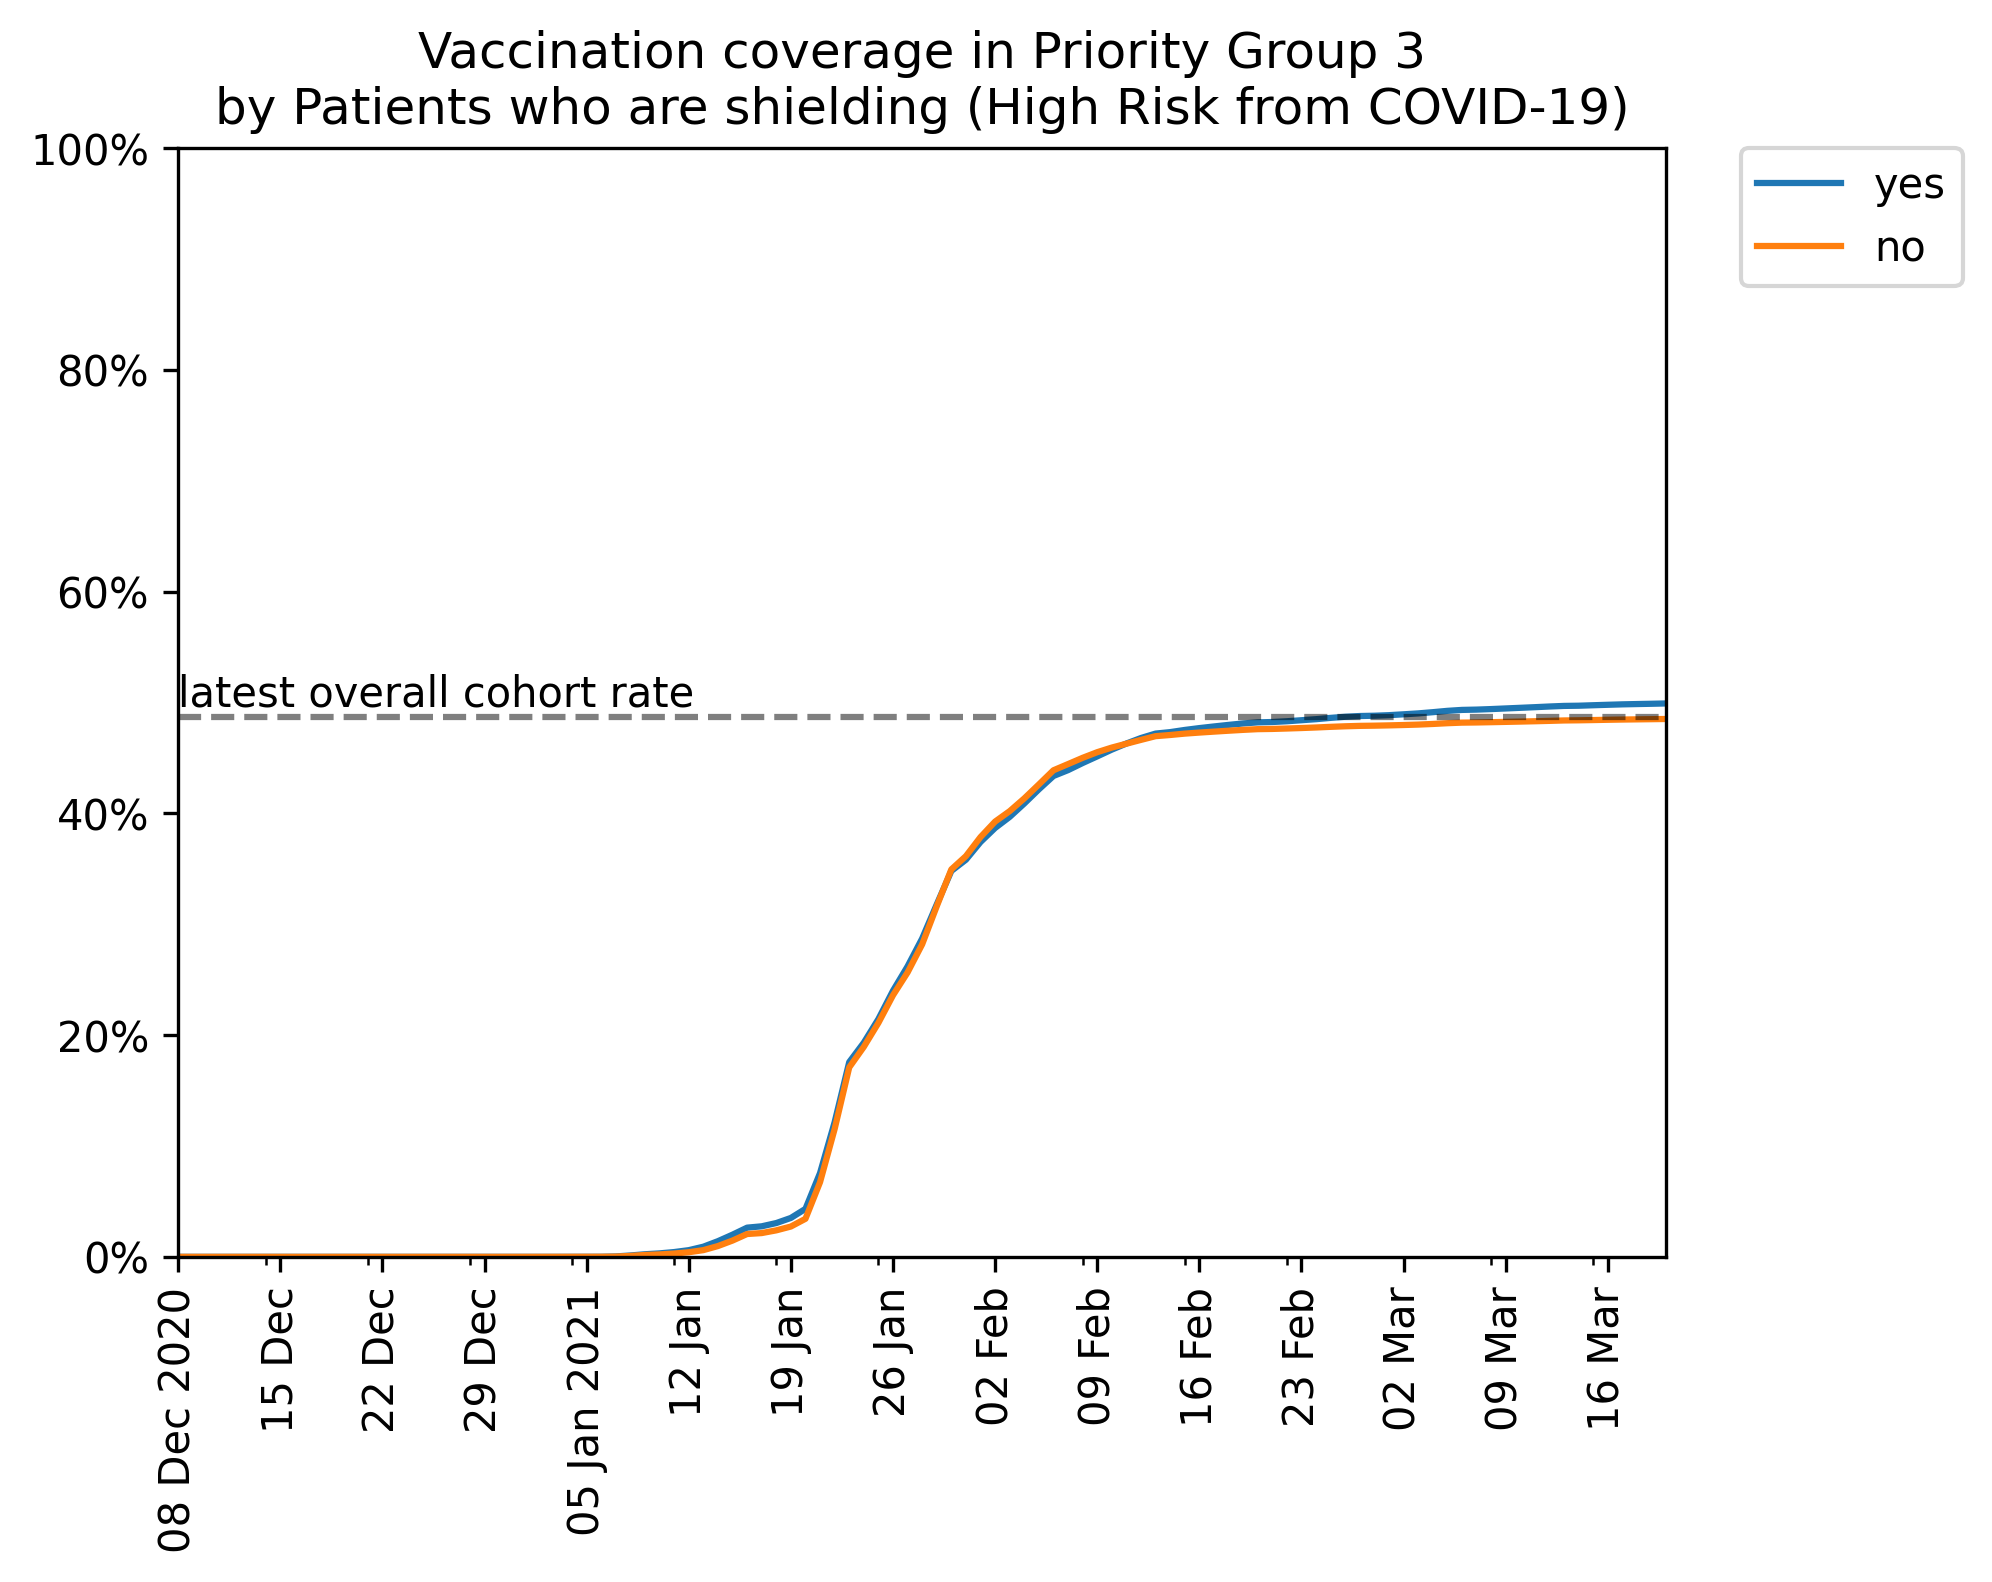 Vaccination coverage in Priority Group 3
by Patients who are shielding (High Risk from COVID-19)
100%
80%
60%
40%
20%
0%
latest overall cohort rate
yes
no
08 Dec 2020
15 Dec
22 Dec
29 Dec
05 Jan 2021
12 Jan
19 Jan
26 Jan
02 Feb
09 Feb
16 Feb
23 Feb
02 Mar
09 Mar
16 Mar